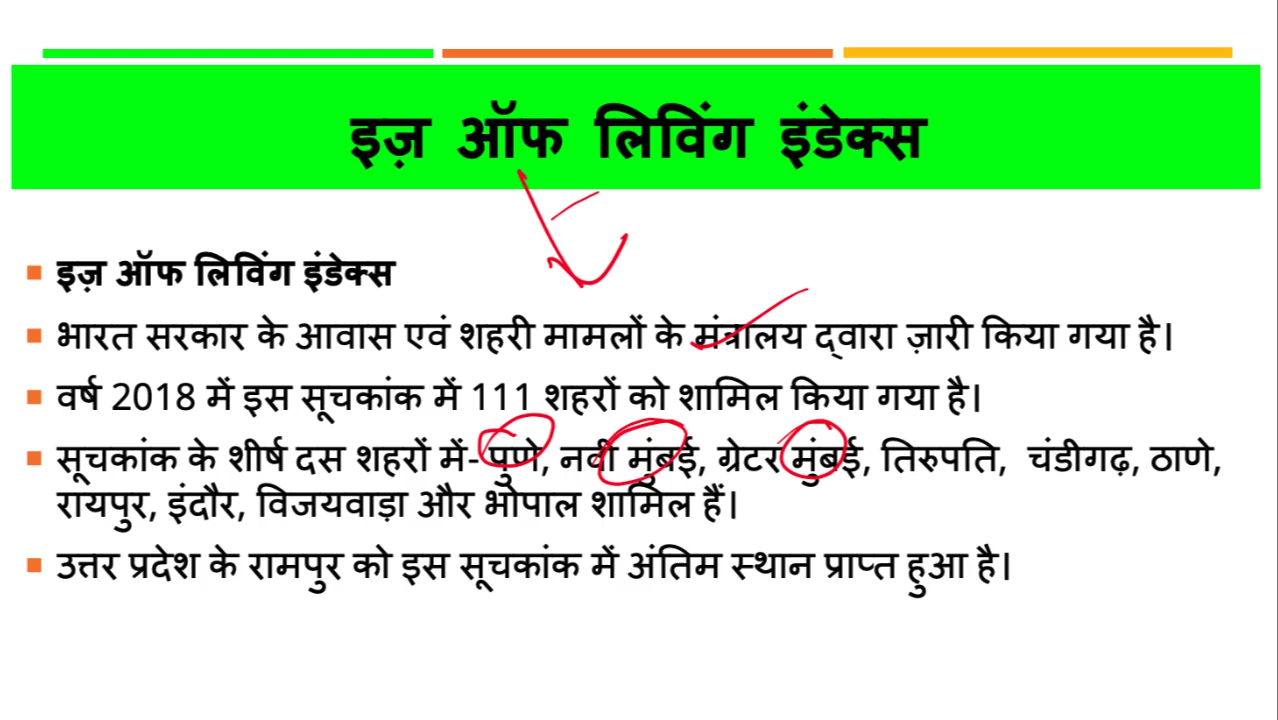 इज़ ऑफ लिविंग इंडेक्स
इज़ ऑफ लिविंग इंडेक्स
भारत सरकार के आवास एवं शहरी मामलों के मंत्रालय द्वारा ज़ारी किया गया है।
वर्ष 2018 में इस सूचकांक में 111 शहरों को शामिल किया गया है।
सूचकांक के शीर्ष दस शहरों में- पुणे, नवी मुंबई, ग्रेटर मुंबई, तिरुपति, चंडीगढ़, ठाणे,
रायपुर, इंदौर, विजयवाड़ा और भोपाल शामिल हैं।
उत्तर प्रदेश के रामपुर को इस सूचकांक में अंतिम स्थान प्राप्त हुआ है।